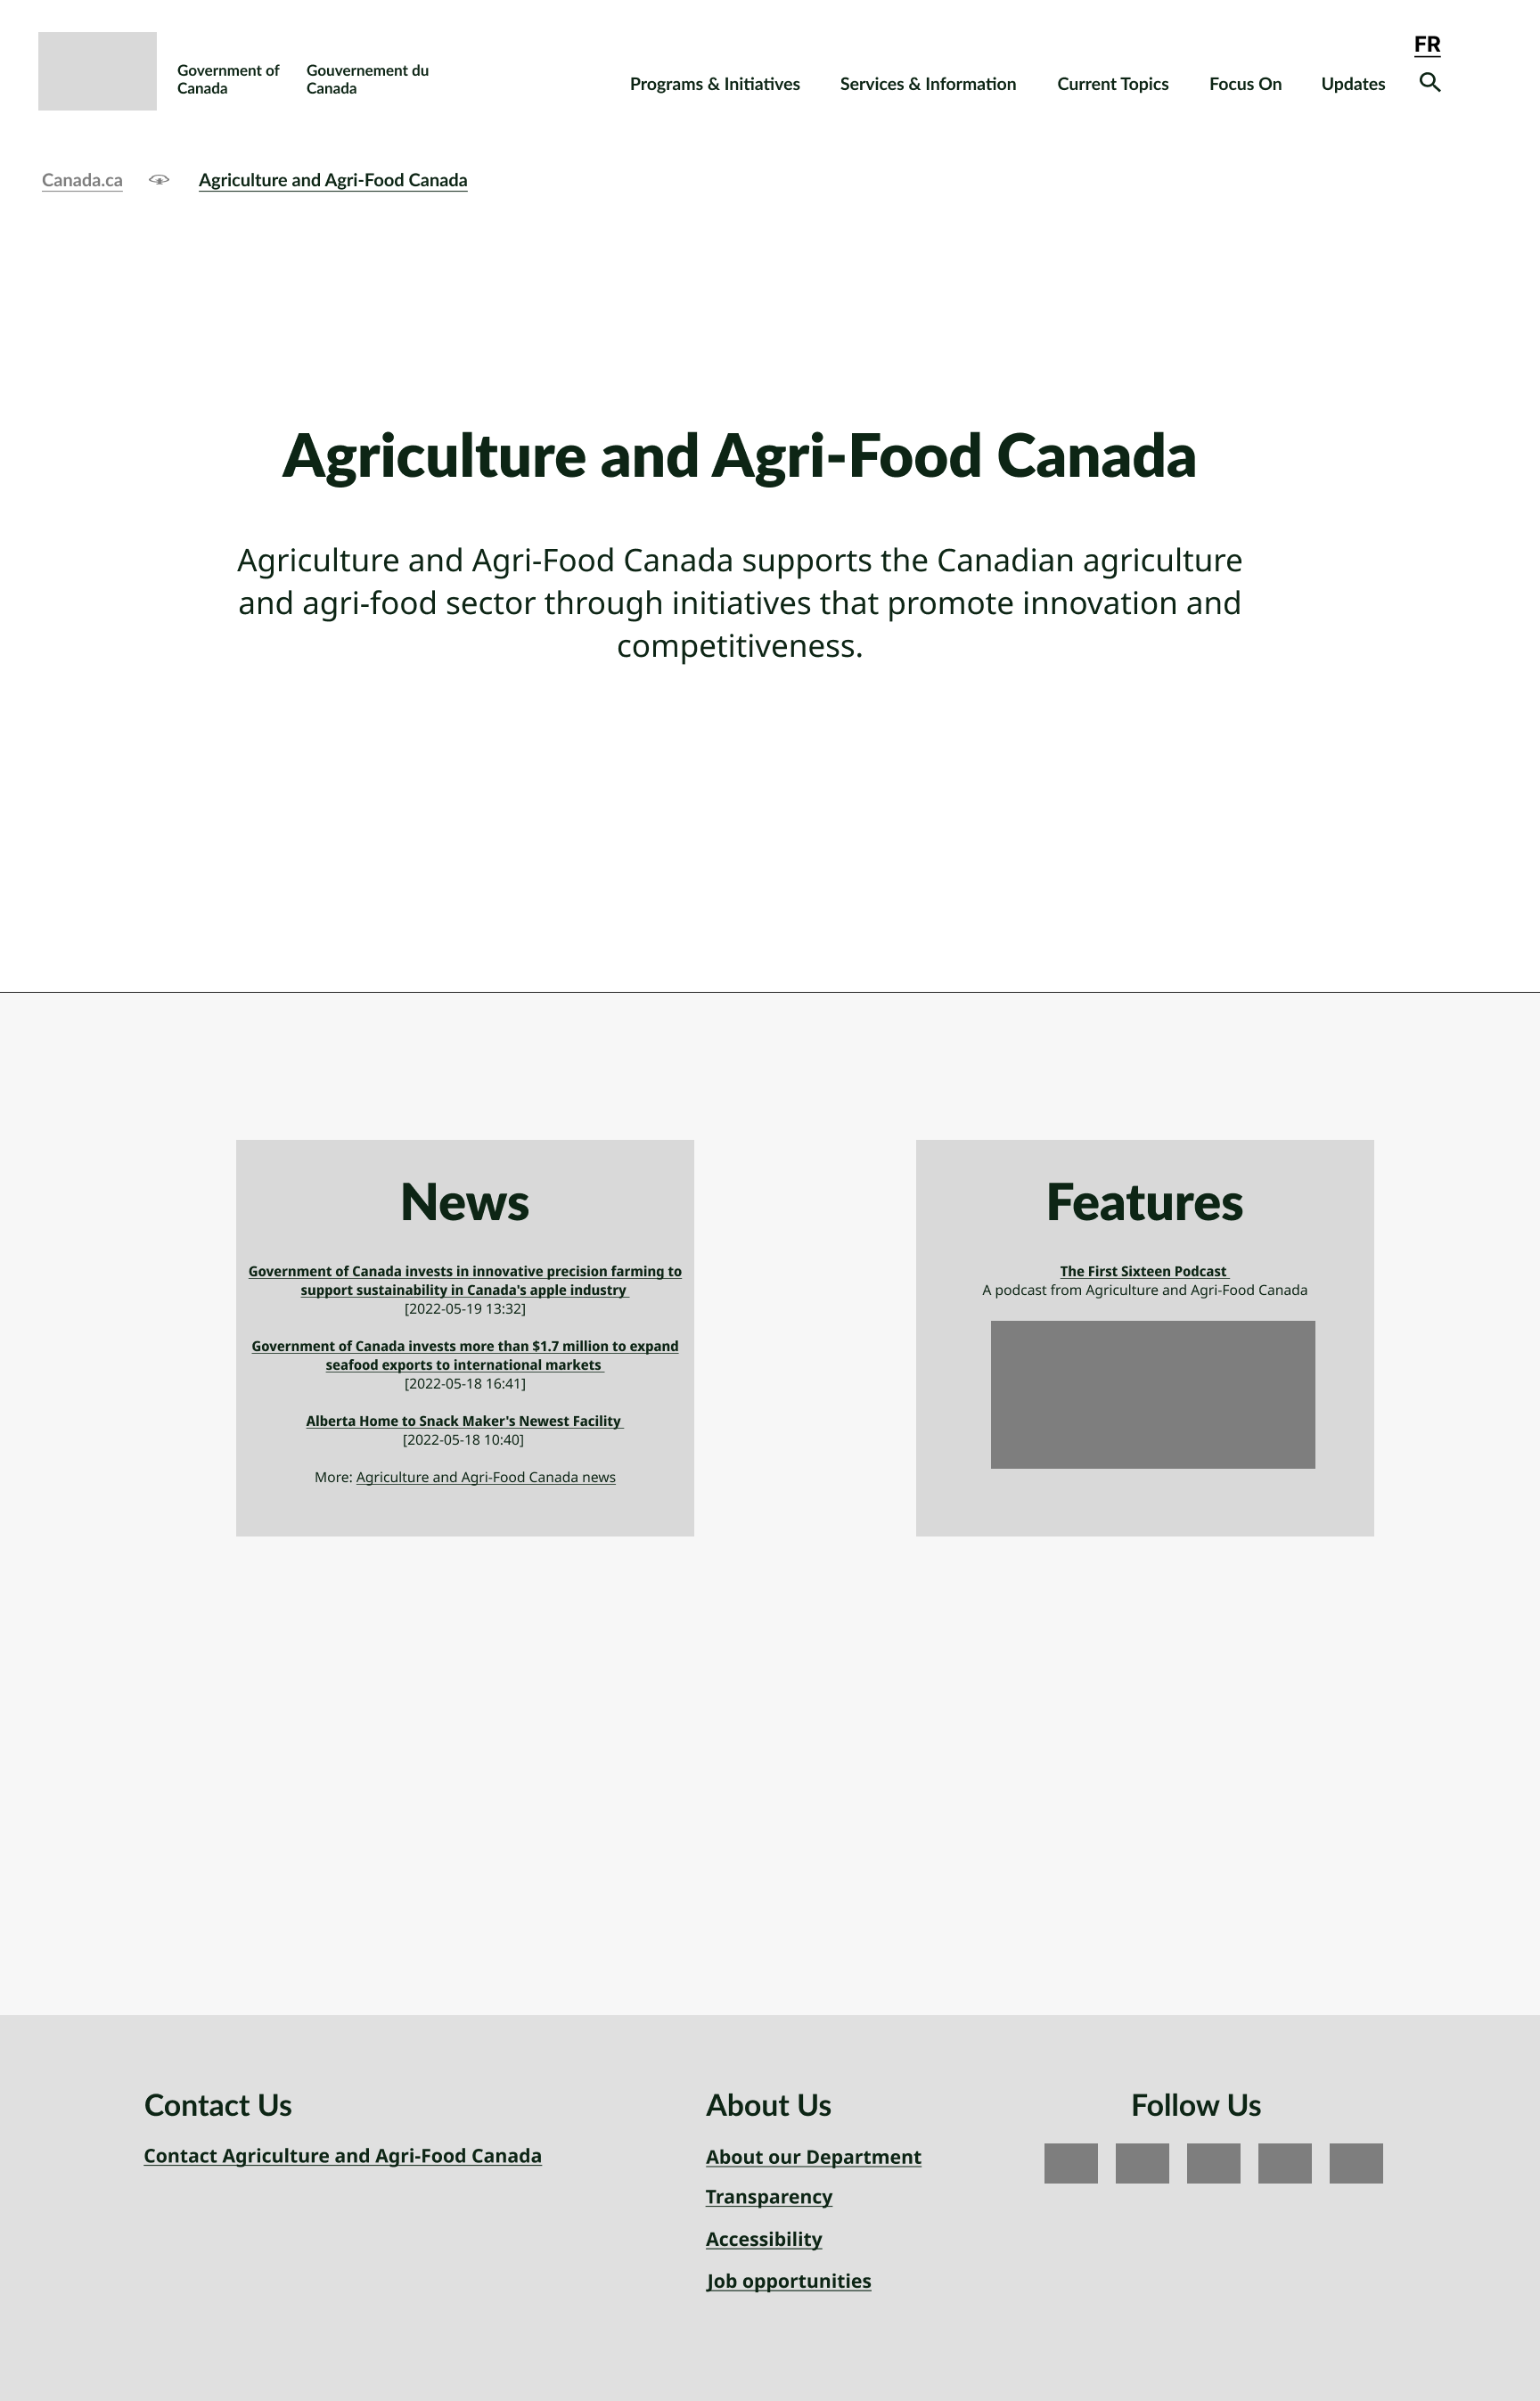 FR
Government of
Canada
Gouvernement du
Canada
Programs & Initiatives
Services & Information
Current Topics
Focus On
Updates
Canada.ca
Agriculture and Agri-Food Canada
Agriculture and Agri-Food Canada
Agriculture and Agri-Food Canada supports the Canadian agriculture
and agri-food sector through initiatives that promote innovation and
competitiveness.
News
Government of Canada invests in innovative precision farming to
support sustainability in Canada's apple industry
[2022-05-19 13:32]
Government of Canada invests more than $1.7 million to expand
seafood exports to international markets
[2022-05-18 16:41]
Alberta Home to Snack Maker's Newest Facility
[2022-05-18 10:40]
More: Agriculture and Agri-Food Canada news
Features
The First Sixteen Podcast
A podcast from Agriculture and Agri-Food Canada
Contact Us
Contact Agriculture and Agri-Food Canada
About Us
About our Department
Transparency
Accessibility
Job opportunities
Follow Us